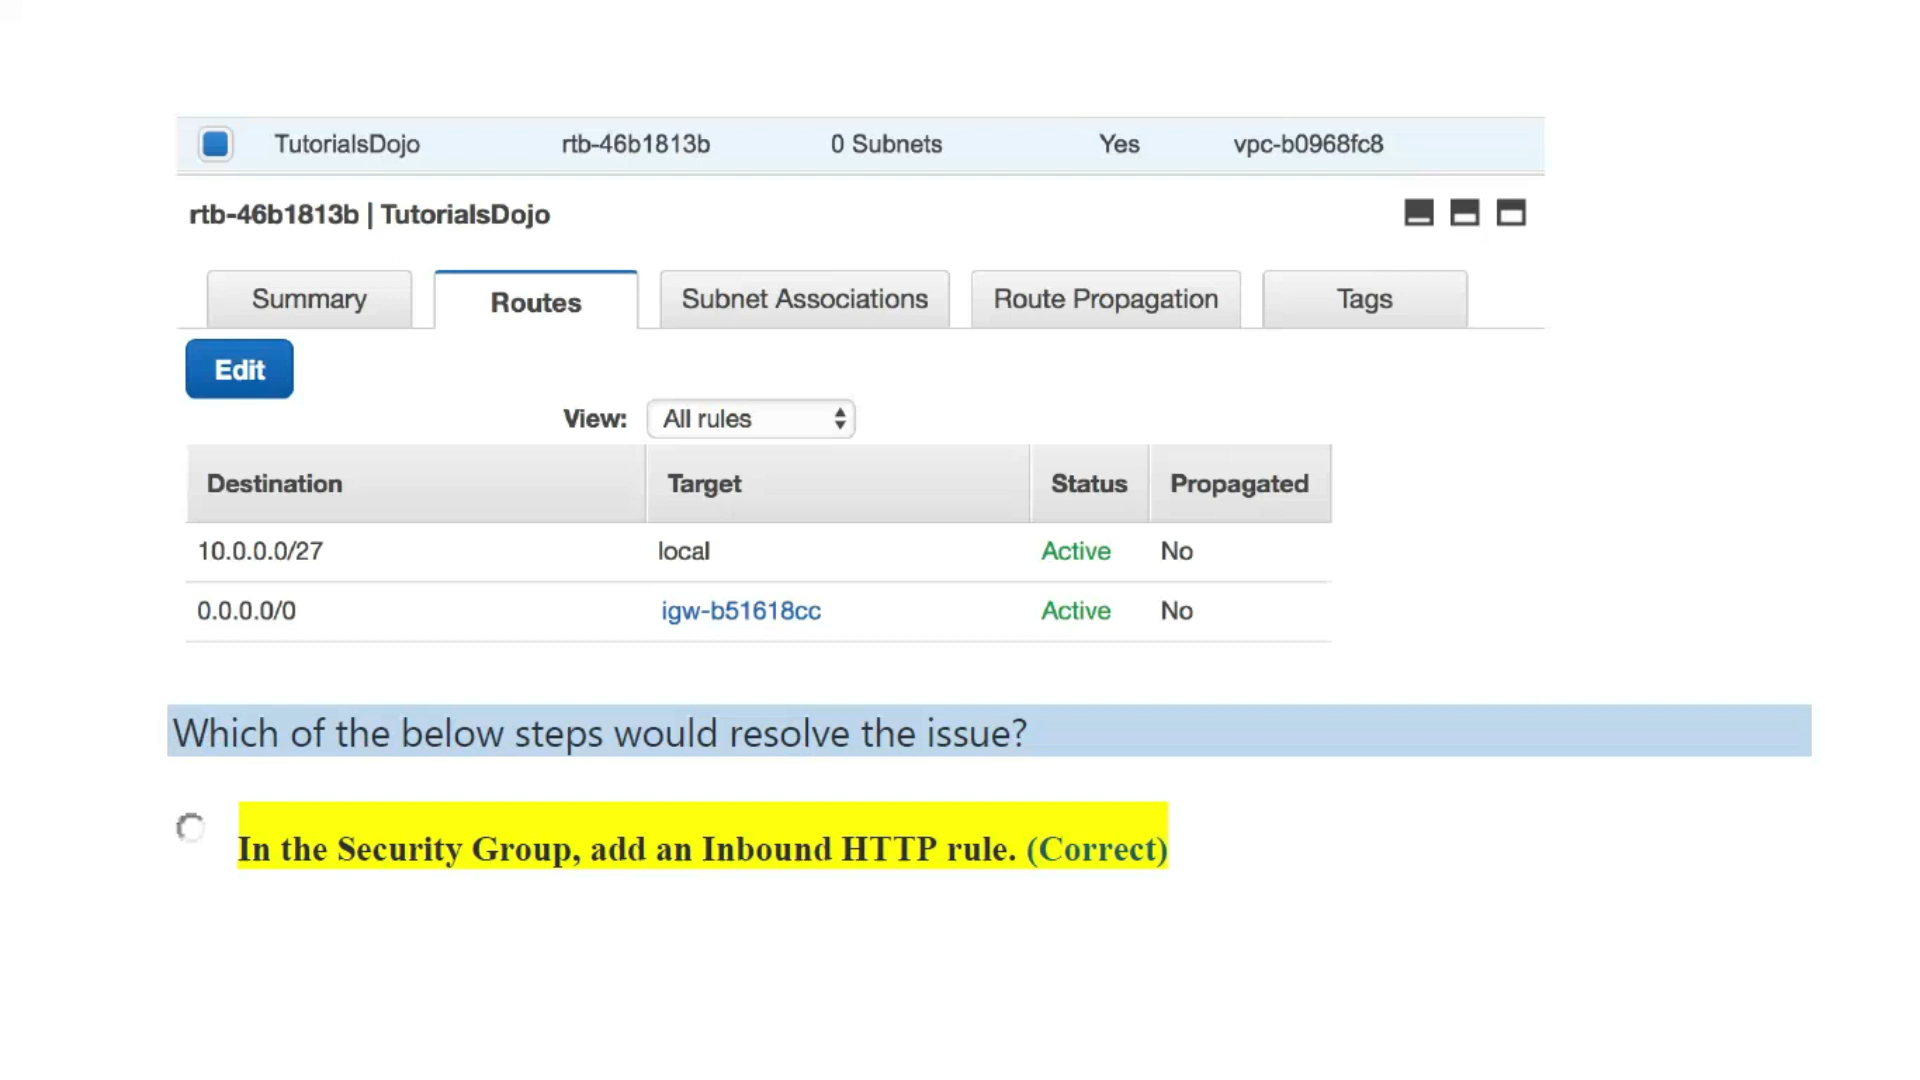 TutorialsDojo rtb-46b1813b 0 Subnets Yes vpc-b0968fc8
rtb-46b1813b | TutorialsDojo
Summary Routes Subnet Associations Route Propagation Tags
Edit
View: All rules
Destination Target Status Propagated
10.0.0.0/27 local Active No
0.0.0.0/0 igw-b51618cc Active No
Which of the below steps would resolve the issue?
In the Security Group, add an Inbound HTTP rule. (Correct)